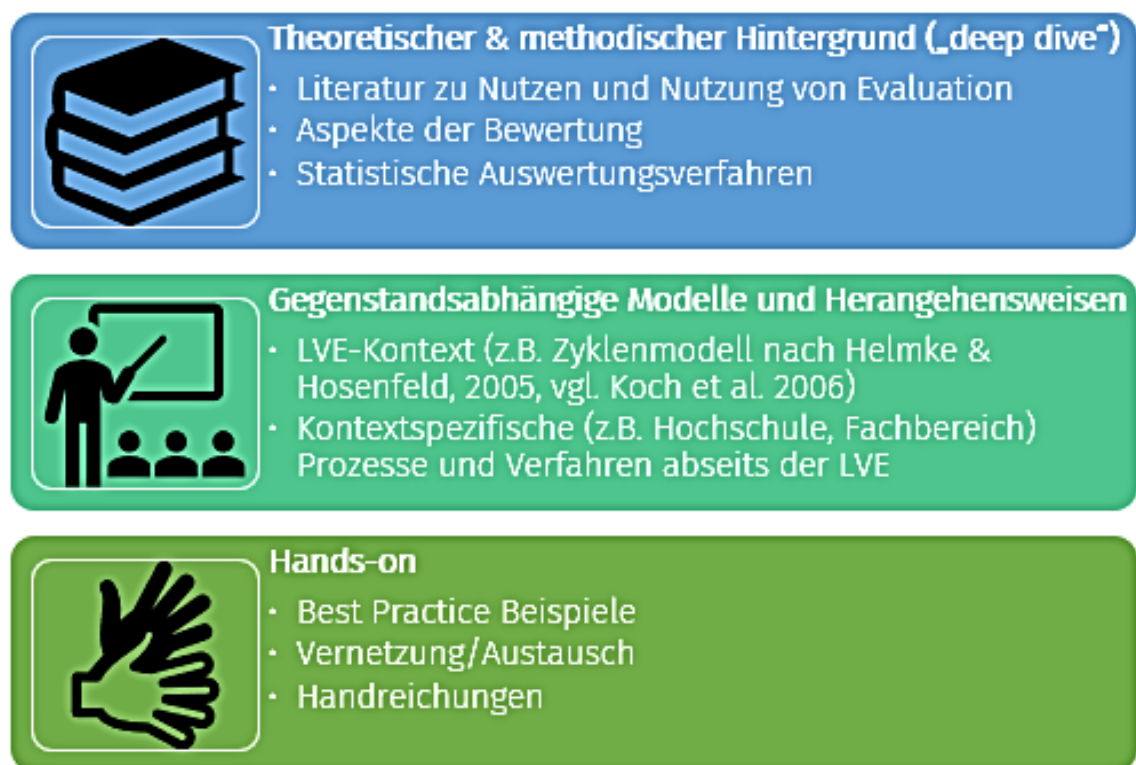 Theoretischer & methodischer Hintergrund („deep dive“)
• Literatur zu Nutzen und Nutzung von Evaluation
• Aspekte der Bewertung
• Statistische Auswertungsverfahren
Gegenstandsabhängige Modelle und Herangehensweisen
• LVE-Kontext (z.B. Zyklenmodell nach Helmke &
Hosenfeld, 2005, vgl. Koch et al. 2006)
• Kontextspezifische (z.B. Hochschule, Fachbereich)
Prozesse und Verfahren abseits der LVE
Hands-on
• Best Practice Beispiele
• Vernetzung/Austausch
• Handreichungen